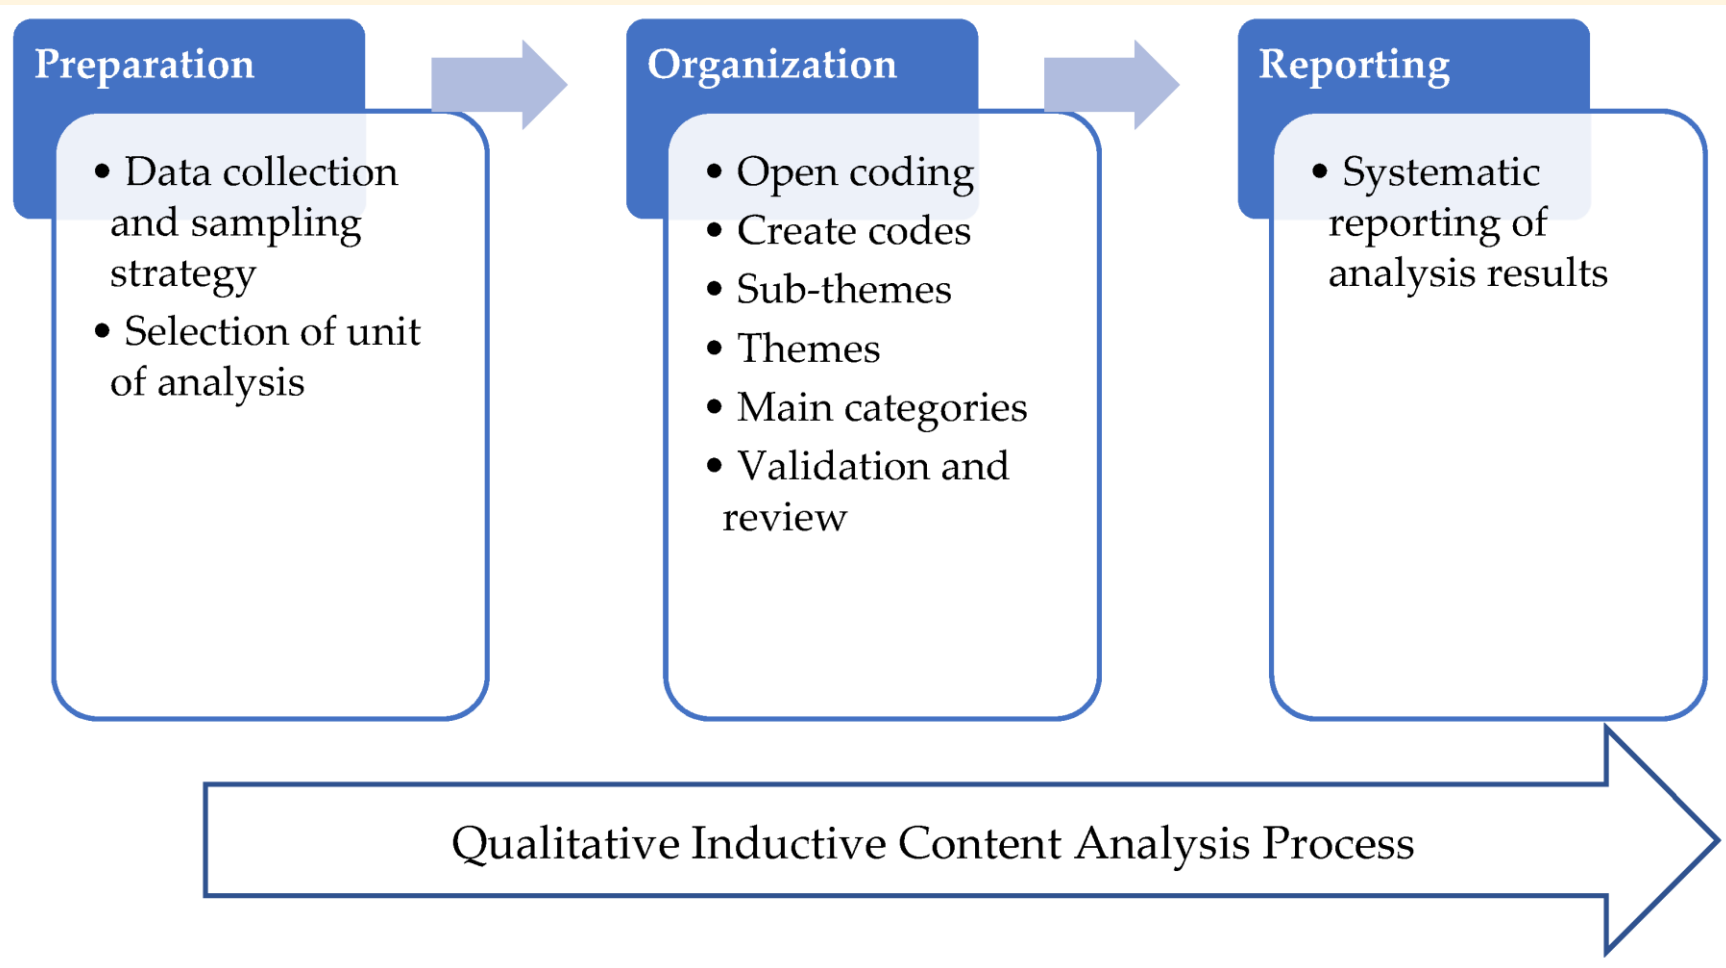 Preparation
• Data collection
and sampling
strategy
• Selection of unit
of analysis
Organization
• Open coding
• Create codes
• Sub-themes
• Themes
• Main categories
• Validation and
review
Reporting
• Systematic
reporting of
analysis results
Qualitative Inductive Content Analysis Process